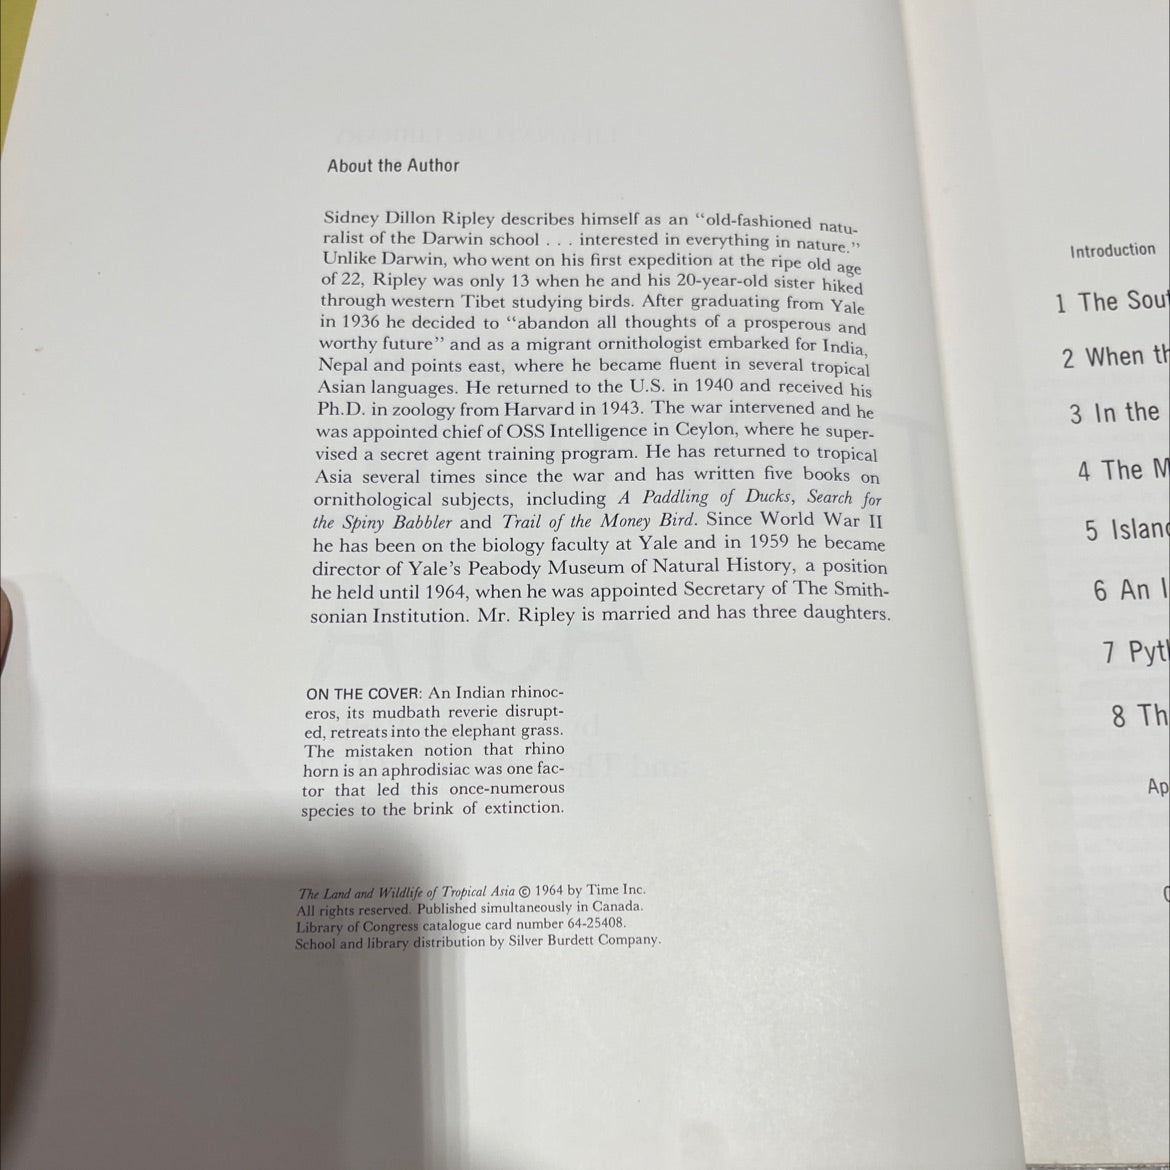 About the Author
Sidney Dillon Ripley describes himself as an “old-fashioned natu-
ralist of the Darwin school . . . interested in everything in nature.”
Unlike Darwin, who went on his first expedition at the ripe old age
of 22, Ripley was only 13 when he and his 20-year-old sister hiked
through western Tibet studying birds. After graduating from Yale
in 1936 he decided to “abandon all thoughts of a prosperous and
worthy future” and as a migrant ornithologist embarked for India,
Nepal and points east, where he became fluent in several tropical
Asian languages. He returned to the U.S. in 1940 and received his
Ph.D. in zoology from Harvard in 1943. The war intervened and he
was appointed chief of OSS Intelligence in Ceylon, where he super-
vised a secret agent training program. He has returned to tropical
Asia several times since the war and has written five books on
ornithological subjects, including A Paddling of Ducks, Search for
the Spiny Babbler and Trail of the Money Bird. Since World War II
he has been on the biology faculty at Yale and in 1959 he became
director of Yale’s Peabody Museum of Natural History, a position
he held until 1964, when he was appointed Secretary of The Smith-
sonian Institution. Mr. Ripley is married and has three daughters.
ON THE COVER: An Indian rhinoc-
eros, its mudbath reverie disrupt-
ed, retreats into the elephant grass.
The mistaken notion that rhino
horn is an aphrodisiac was one fac-
tor that led this once-numerous
species to the brink of extinction.
The Land and Wildlife of Tropical Asia © 1964 by Time Inc.
All rights reserved. Published simultaneously in Canada.
Library of Congress catalogue card number 64-25408.
School and library distribution by Silver Burdett Company.
Introduction
1 The Sout
2 When th
3 In the
4 The M
5 Island
6 An I
7 Pyth
8 Th
Ap